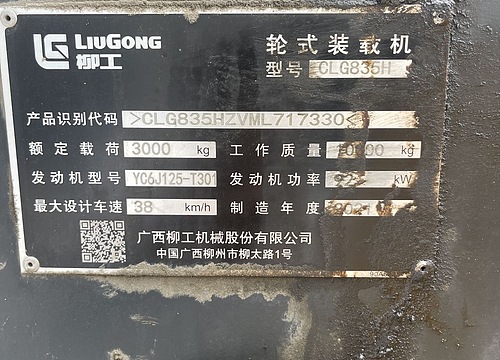 LIUGONG
柳工
轮式装载机
型号 CLG835H
产品识别代码 >CLG835HZVML717330<
额定载荷 3000 kg 工作质量 kg
发动机型号 YC6J125-T301 发动机功率 92 kW
最大设计车速 38 km/h 制造年度
广西柳工机械股份有限公司
中国广西柳州市柳太路1号